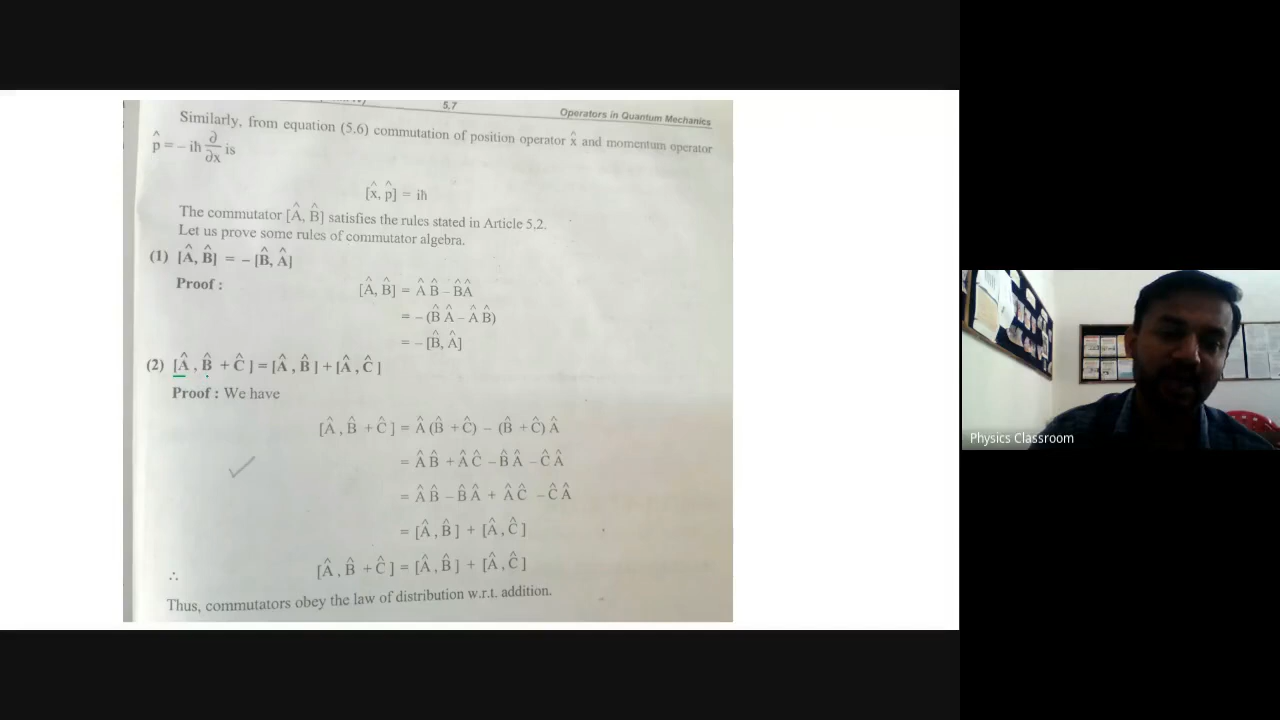 5.7
Operators in Quantum Mechanics
Similarly, from equation (5.6) commutation of position operator x̂ and momentum operator
p̂ = – iħ ∂/∂x is
[x̂, p̂] = iħ
The commutator [Â, B̂] satisfies the rules stated in Article 5.2.
Let us prove some rules of commutator algebra.
(1) [Â, B̂] = – [B̂, Â]
Proof : [Â, B̂] = Â B̂ – B̂Â
= – (B̂ Â – Â B̂)
= – [B̂, Â]
(2) [Â , B̂ + Ĉ ] = [Â , B̂ ] + [Â , Ĉ ]
Proof : We have
[Â , B̂ + Ĉ ] = Â (B̂ + Ĉ) – (B̂ + Ĉ) Â
= Â B̂ + Â Ĉ – B̂ Â – Ĉ Â
= Â B̂ – B̂ Â + Â Ĉ – Ĉ Â
= [Â , B̂ ] + [Â , Ĉ ]
∴ [Â , B̂ + Ĉ ] = [Â , B̂ ] + [Â , Ĉ ]
Thus, commutators obey the law of distribution w.r.t. addition.
Physics Classroom